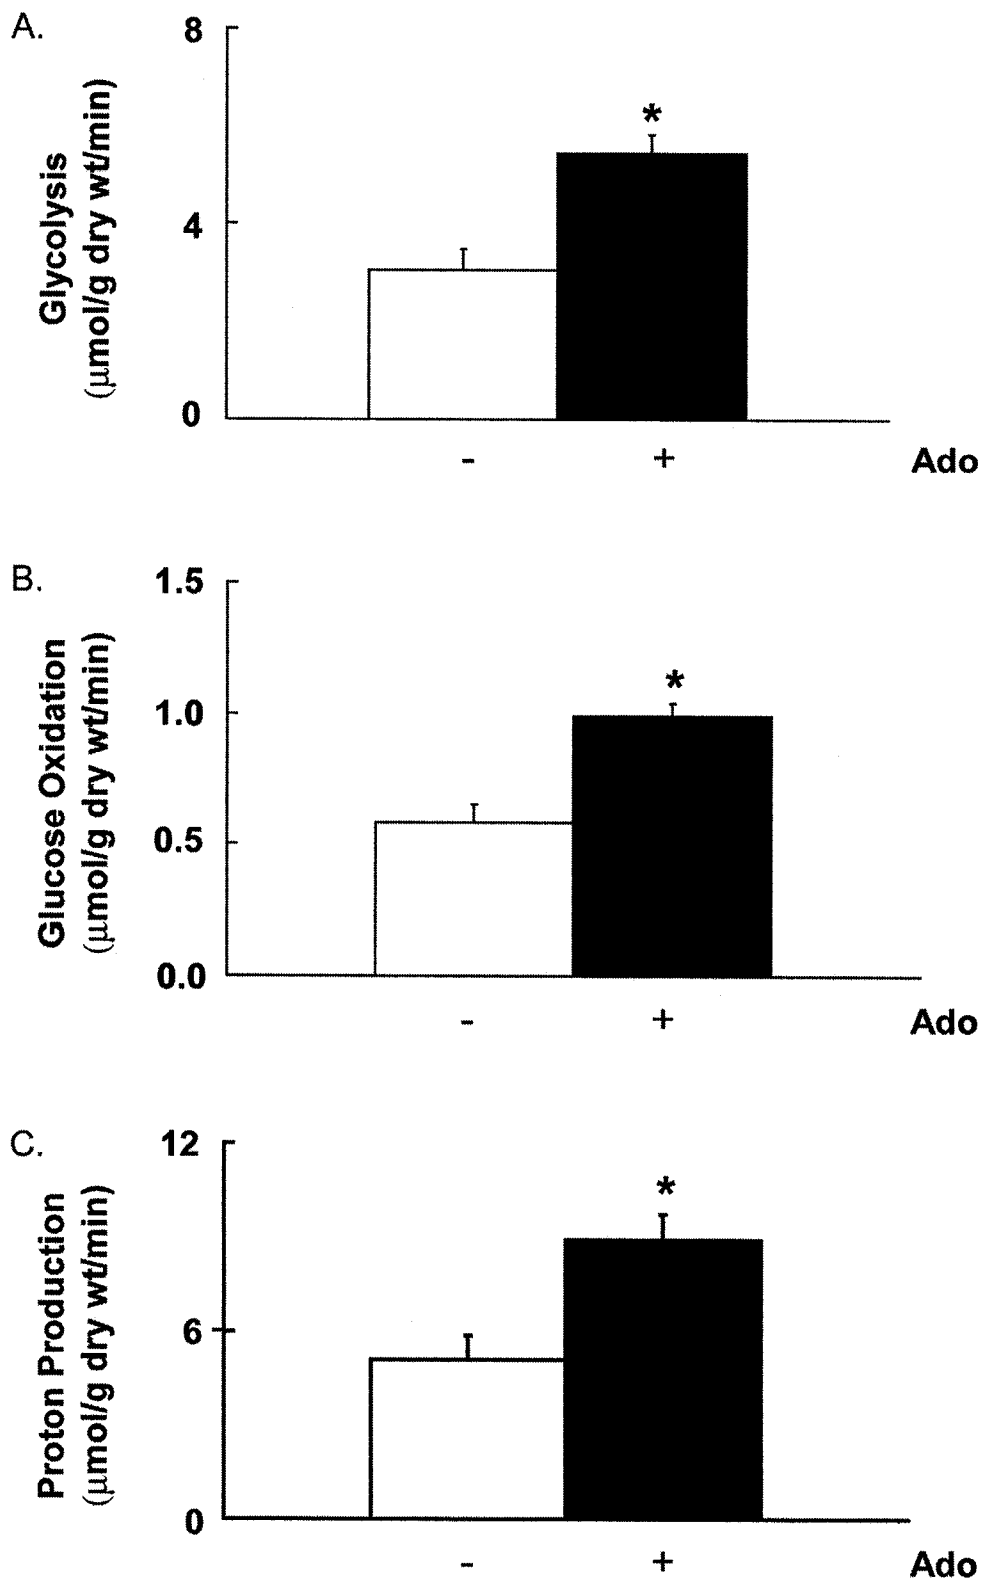 A.
8
4
0
Glycolysis
(μmol/g dry wt/min)
*
- + Ado
B.
1.5
1.0
0.5
0.0
Glucose Oxidation
(μmol/g dry wt/min)
*
- + Ado
C.
12
6
0
Proton Production
(μmol/g dry wt/min)
*
- + Ado